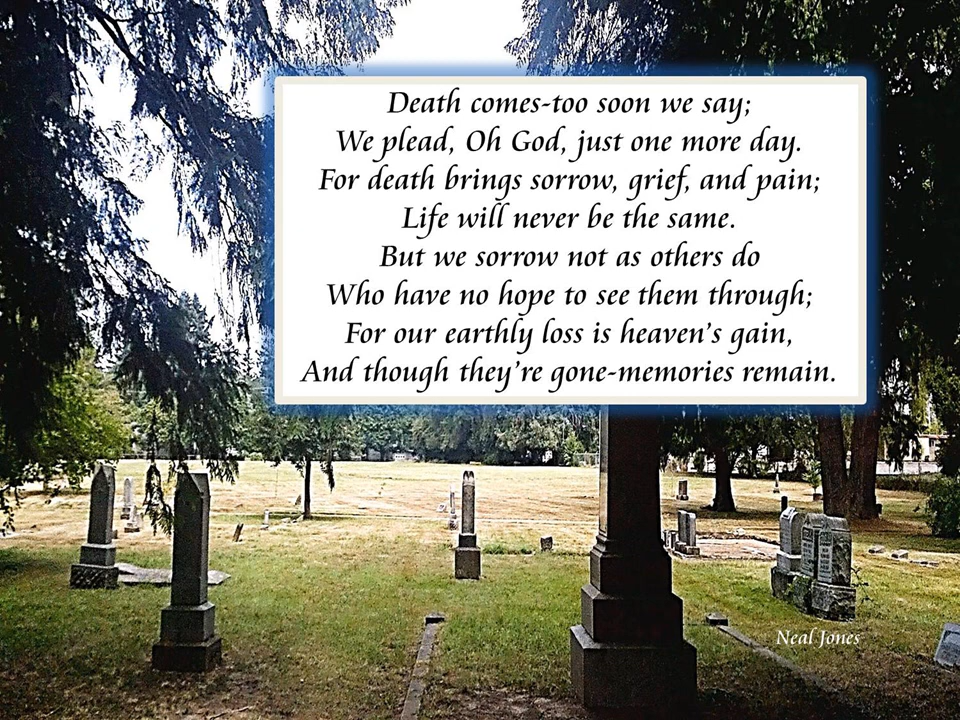 Death comes-too soon we say;
We plead, Oh God, just one more day.
For death brings sorrow, grief, and pain;
Life will never be the same.
But we sorrow not as others do
Who have no hope to see them through;
For our earthly loss is heaven's gain,
And though they're gone-memories remain.
Neal Jones